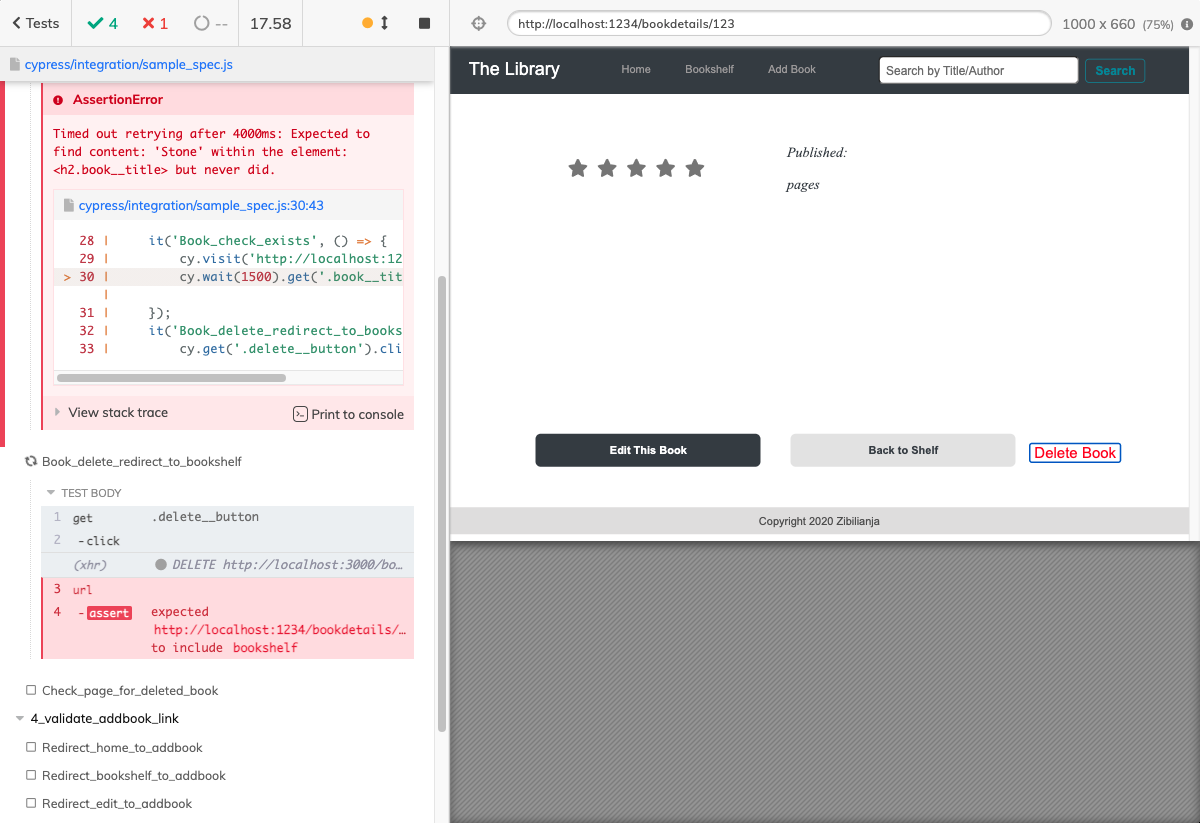 Tests 4 1 -- 17.58
cypress/integration/sample_spec.js
AssertionError
Timed out retrying after 4000ms: Expected to
find content: 'Stone' within the element:
<h2.book__title> but never did.
cypress/integration/sample_spec.js:30:43
28 | it('Book_check_exists', () => {
29 | cy.visit('http://localhost:12
> 30 | cy.wait(1500).get('.book__tit
|
31 | });
32 | it('Book_delete_redirect_to_books
33 | cy.get('.delete__button').cli
View stack trace
Print to console
Book_delete_redirect_to_bookshelf
TEST BODY
1 get .delete__button
2 -click
(xhr) DELETE http://localhost:3000/bo…
3 url
4 -assert expected
http://localhost:1234/bookdetails/…
to include bookshelf
Check_page_for_deleted_book
4_validate_addbook_link
Redirect_home_to_addbook
Redirect_bookshelf_to_addbook
Redirect_edit_to_addbook
http://localhost:1234/bookdetails/123
1000 x 660 (75%)
The Library Home Bookshelf Add Book Search by Title/Author Search
Published:
pages
Edit This Book Back to Shelf Delete Book
Copyright 2020 Zibilianja